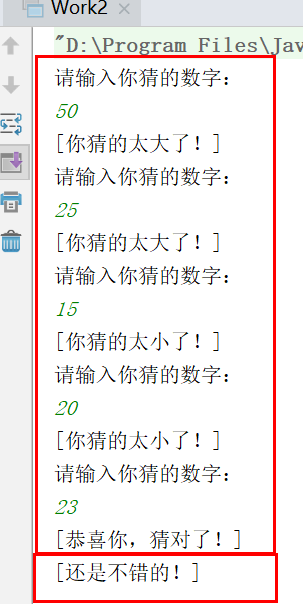 Work2
"D:\Program Files\Jav
请输入你猜的数字：
50
[你猜的太大了！]
请输入你猜的数字：
25
[你猜的太大了！]
请输入你猜的数字：
15
[你猜的太小了！]
请输入你猜的数字：
20
[你猜的太小了！]
请输入你猜的数字：
23
[恭喜你，猜对了！]
[还是不错的！]